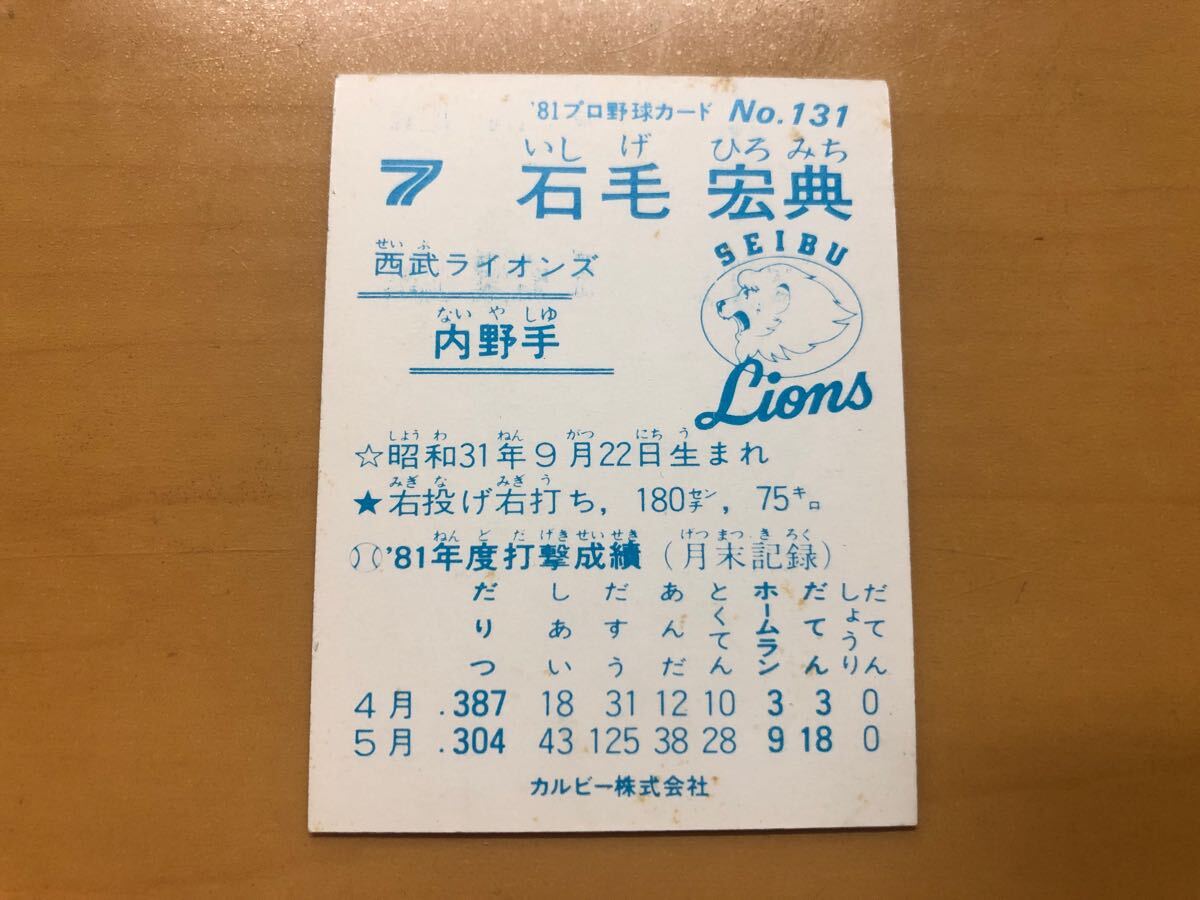 '81プロ野球カード No.131
いし げ ひろ みち
7 石毛 宏典
SEIBU
Lions
せい ぶ
西武ライオンズ
ない や しゆ
内野手
しょう わ ねん がつ にち う
☆昭和31年9月22日生まれ
みぎ な みぎ う
★右投げ右打ち, 180センチ, 75キロ
ねん ど だ げき せい せき げつ まつ き ろく
'81年度打撃成績(月末記録)
だりつ しあい だすう あんだ とくてん ホームラン だてん しょうりだてん
4月 .387 18 31 12 10 3 3 0
5月 .304 43 125 38 28 9 18 0
カルビー株式会社